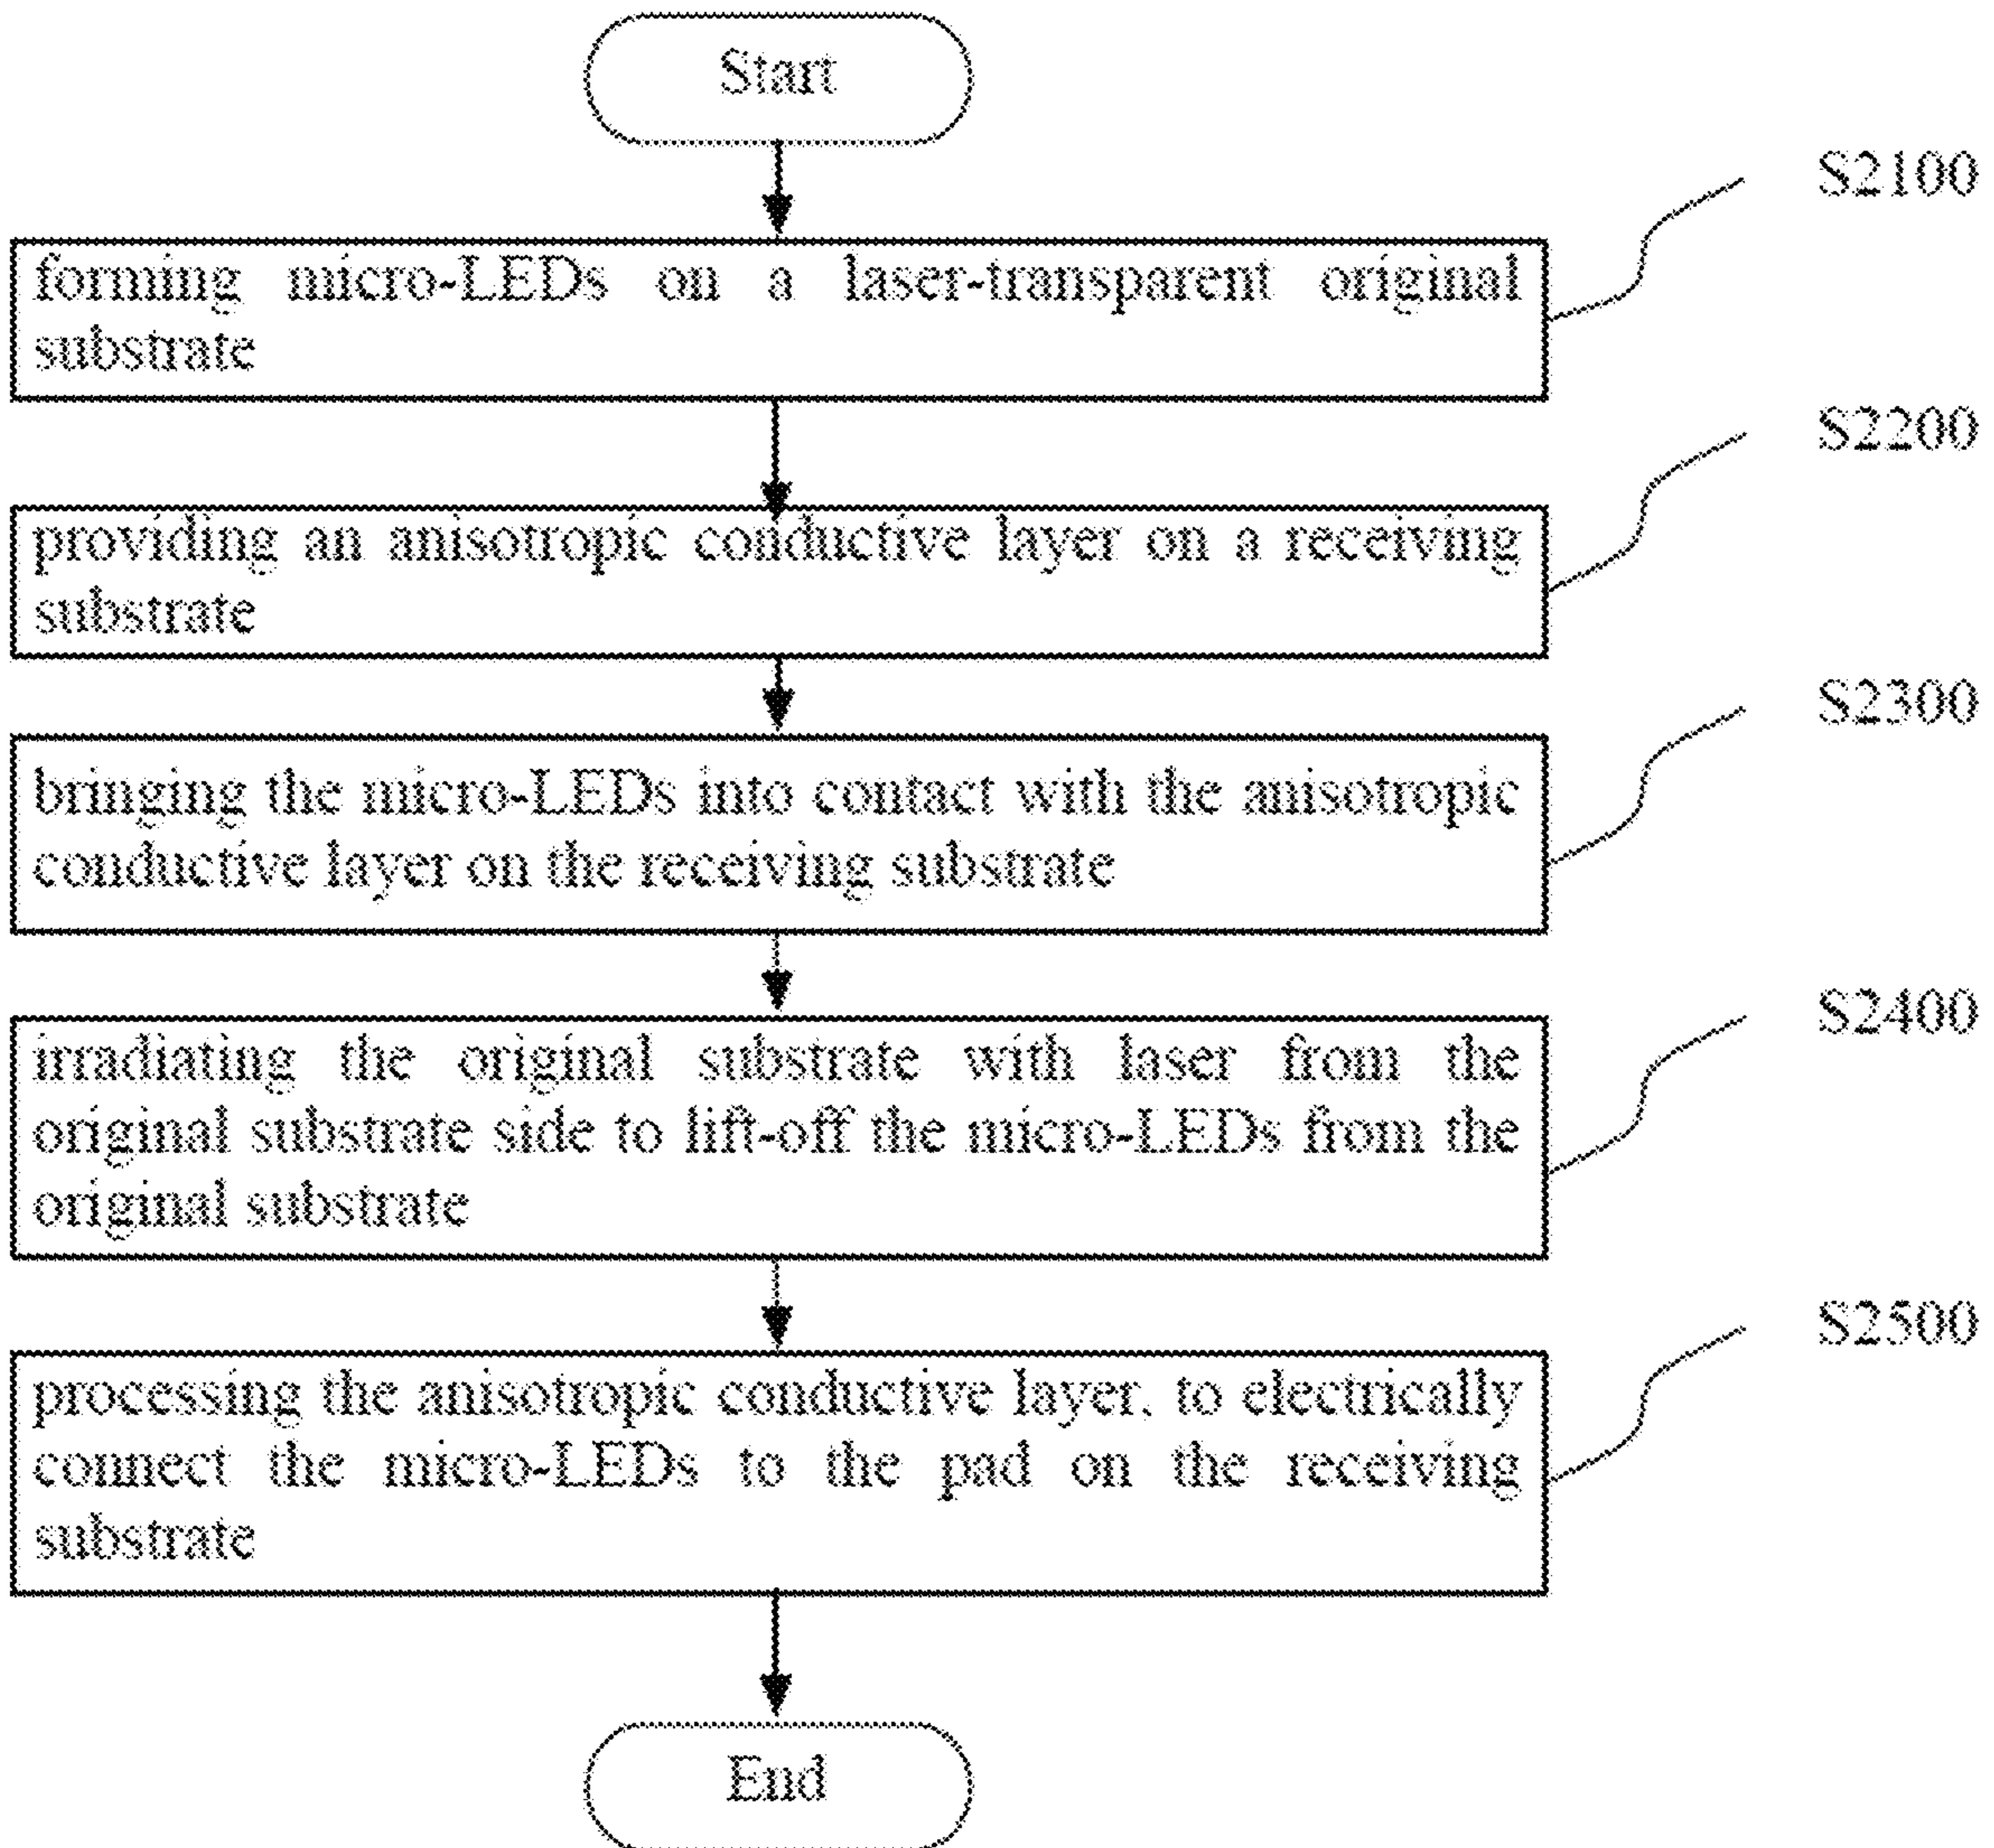 Start
S2100
forming micro-LEDs on a laser-transparent original
substrate
S2200
providing an anisotropic conductive layer on a receiving
substrate
S2300
bringing the micro-LEDs into contact with the anisotropic
conductive layer on the receiving substrate
S2400
irradiating the original substrate with laser from the
original substrate side to lift-off the micro-LEDs from the
original substrate
S2500
processing the anisotropic conductive layer, to electrically
connect the micro-LEDs to the pad on the receiving
substrate
End